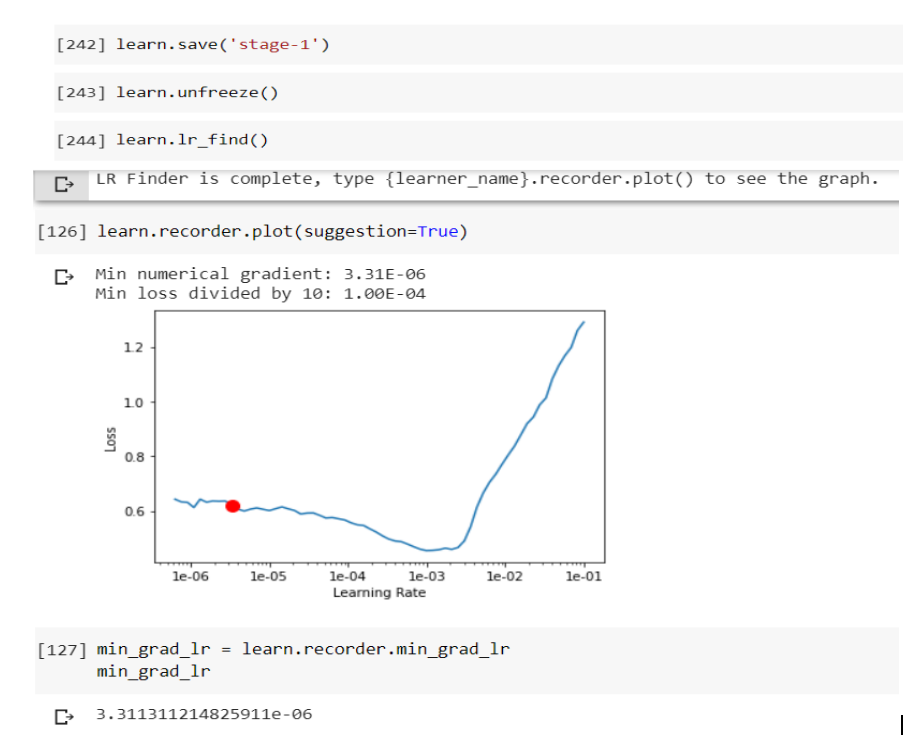 [242] learn.save('stage-1')
[243] learn.unfreeze()
[244] learn.lr_find()
LR Finder is complete, type {learner_name}.recorder.plot() to see the graph.
[126] learn.recorder.plot(suggestion=True)
Min numerical gradient: 3.31E-06
Min loss divided by 10: 1.00E-04
1.2
1.0
0.8
0.6
Loss
1e-06 1e-05 1e-04 1e-03 1e-02 1e-01
Learning Rate
[127] min_grad_lr = learn.recorder.min_grad_lr
min_grad_lr
3.311311214825911e-06